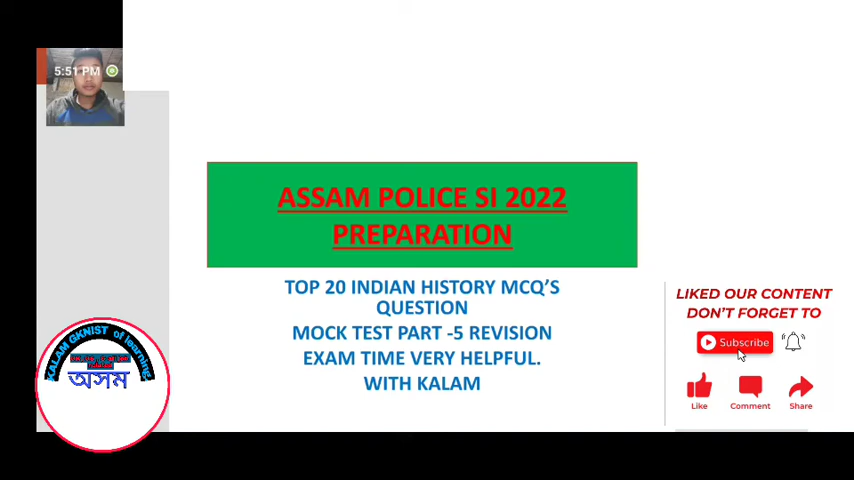 5:51 PM
ASSAM POLICE SI 2022
PREPARATION
TOP 20 INDIAN HISTORY MCQ'S
QUESTION
MOCK TEST PART -5 REVISION
EXAM TIME VERY HELPFUL.
WITH KALAM
LIKED OUR CONTENT
DON'T FORGET TO
Subscribe
Like
Comment
Share
KALAM GKNIST of learning
অসম